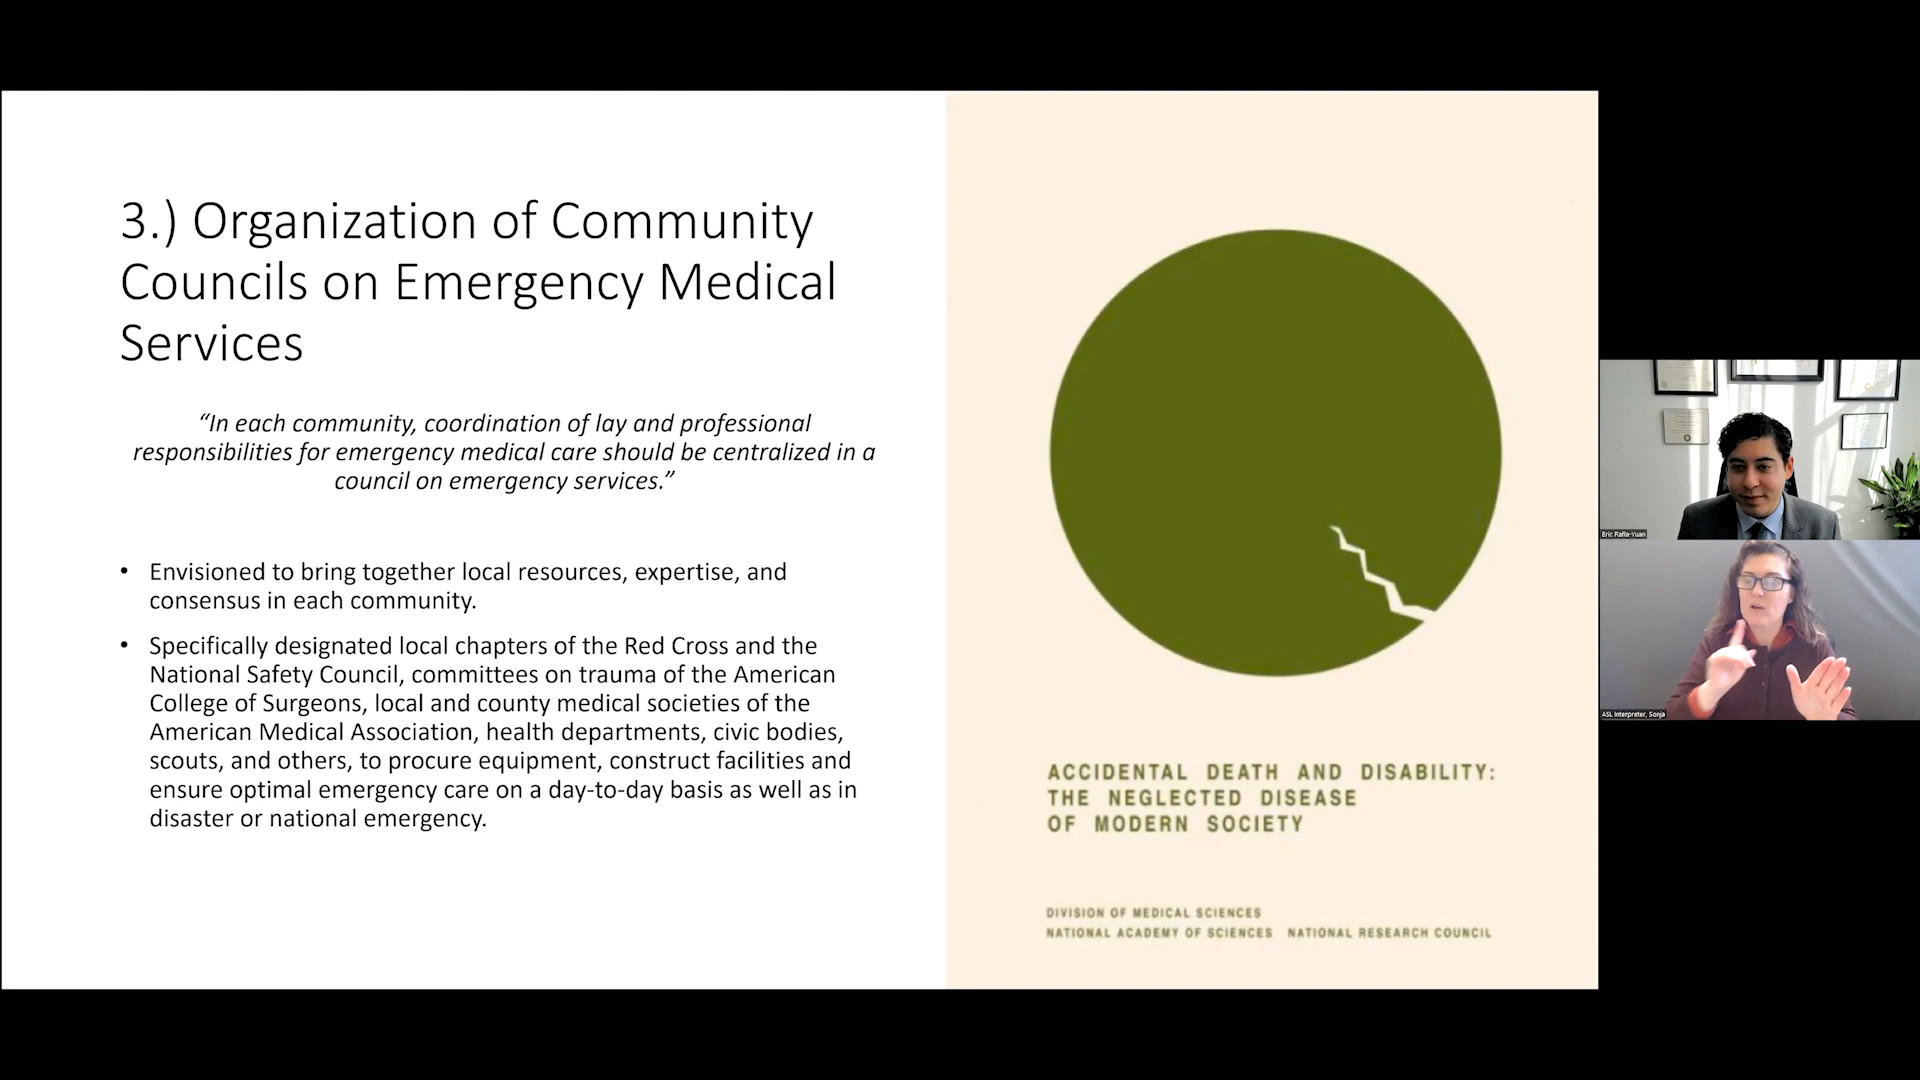 3.) Organization of Community
Councils on Emergency Medical
Services
“In each community, coordination of lay and professional
responsibilities for emergency medical care should be centralized in a
council on emergency services.”
• Envisioned to bring together local resources, expertise, and
consensus in each community.
• Specifically designated local chapters of the Red Cross and the
National Safety Council, committees on trauma of the American
College of Surgeons, local and county medical societies of the
American Medical Association, health departments, civic bodies,
scouts, and others, to procure equipment, construct facilities and
ensure optimal emergency care on a day-to-day basis as well as in
disaster or national emergency.
ACCIDENTAL DEATH AND DISABILITY:
THE NEGLECTED DISEASE
OF MODERN SOCIETY
DIVISION OF MEDICAL SCIENCES
NATIONAL ACADEMY OF SCIENCES NATIONAL RESEARCH COUNCIL
Eric Rafla-Yuan
ASL Interpreter, Sonja